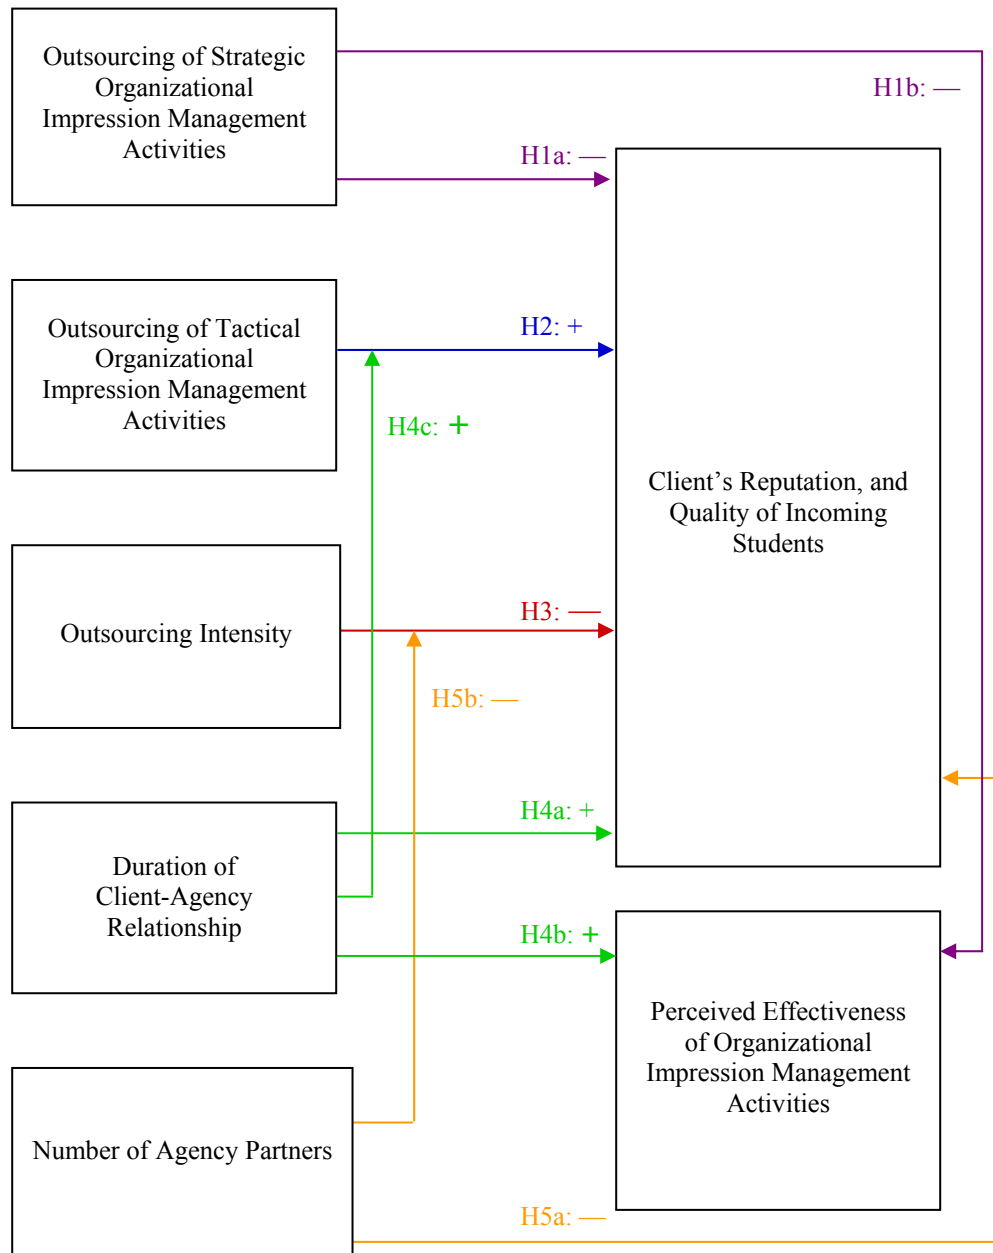 Outsourcing of Strategic
Organizational
Impression Management
Activities
H1b: —
H1a: —
Outsourcing of Tactical
Organizational
Impression Management
Activities
H2: +
H4c: +
Client’s Reputation, and
Quality of Incoming
Students
Outsourcing Intensity
H3: —
H5b: —
Duration of
Client-Agency
Relationship
H4a: +
H4b: +
Perceived Effectiveness
of Organizational
Impression Management
Activities
Number of Agency Partners
H5a: —